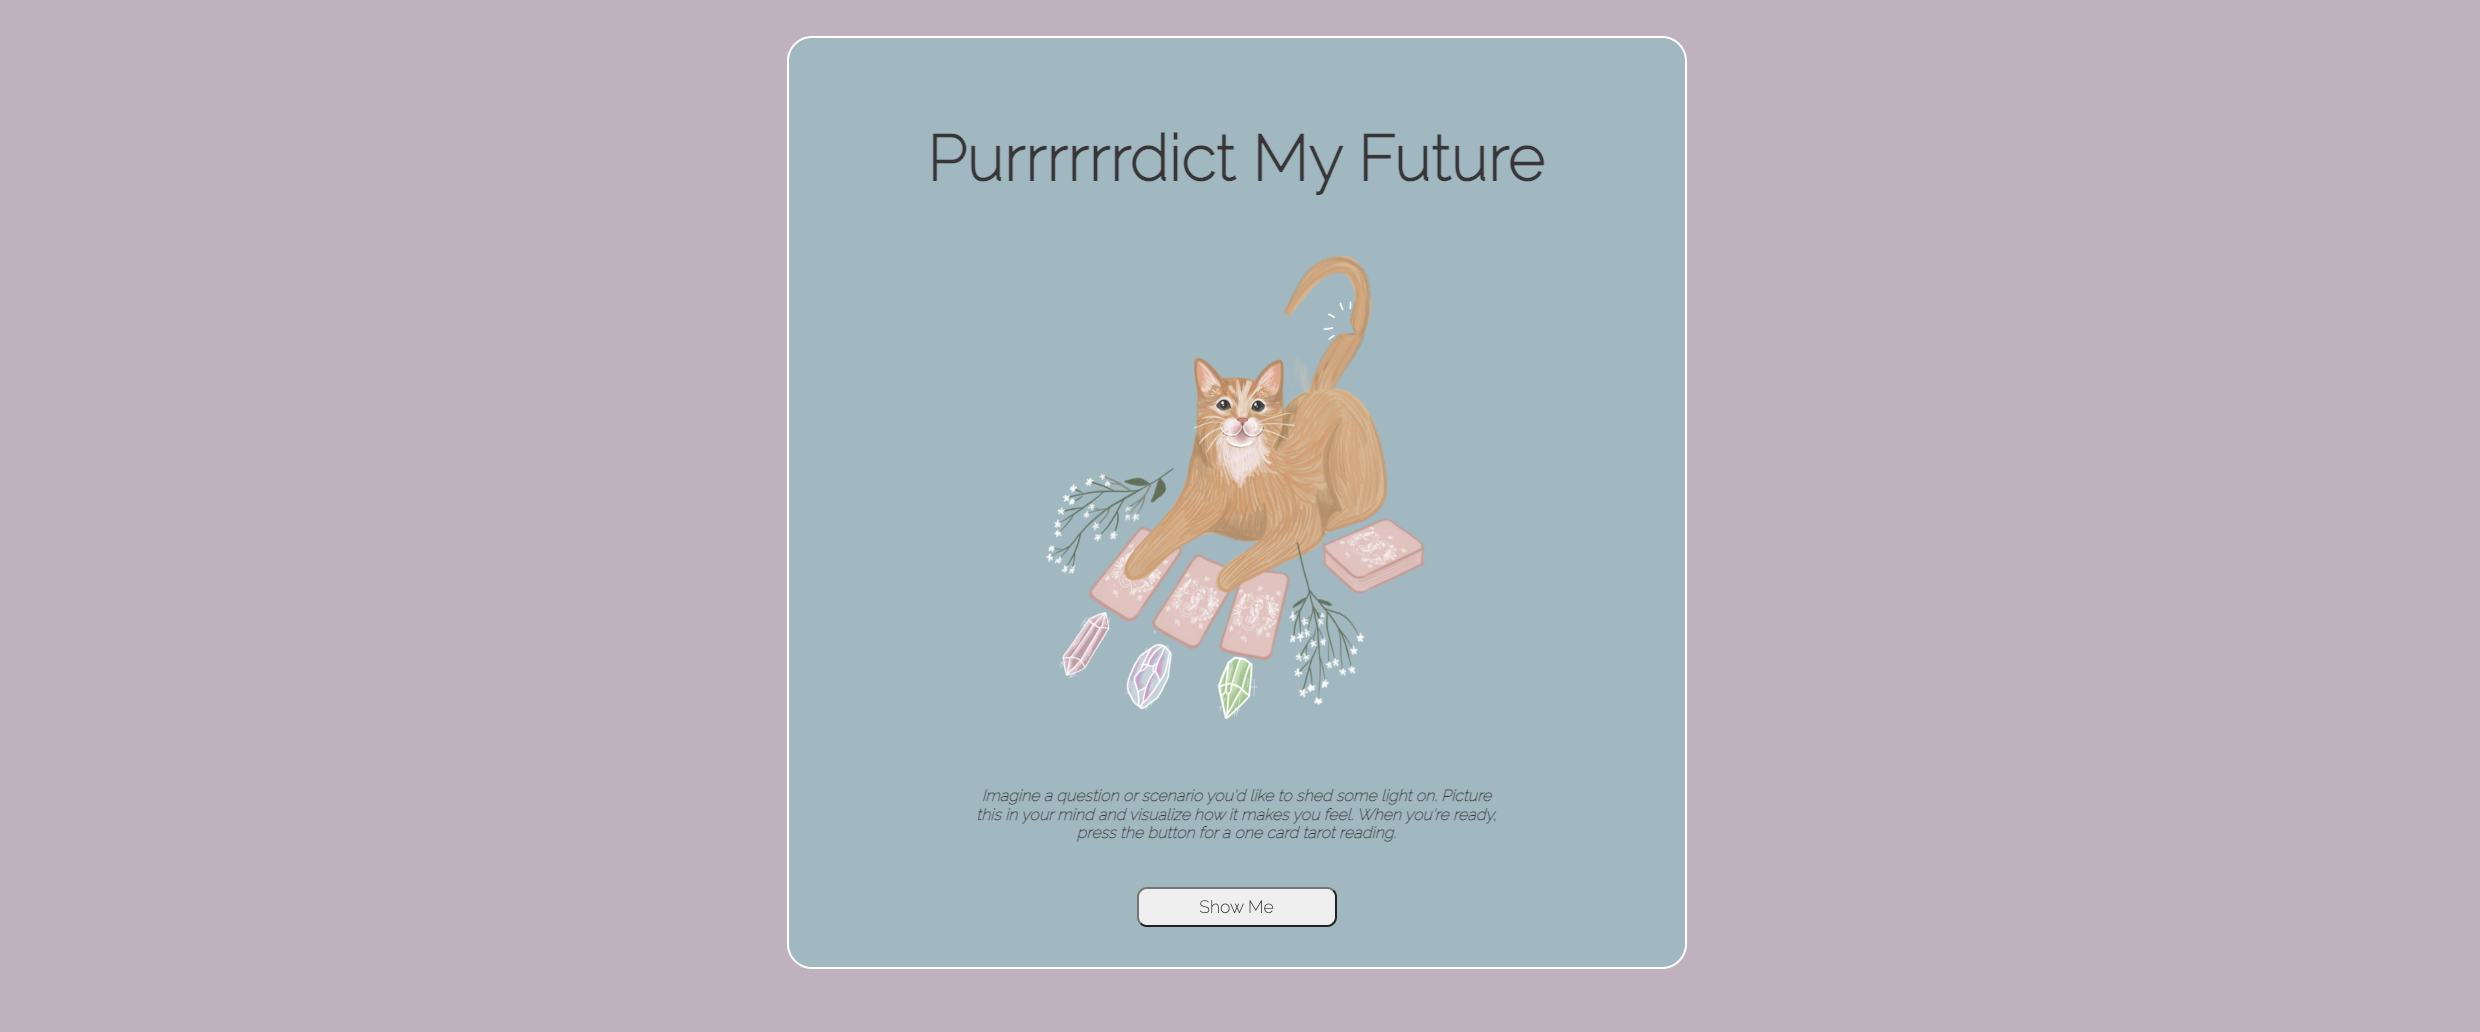 Purrrrrrdict My Future
Imagine a question or scenario you'd like to shed some light on. Picture
this in your mind and visualize how it makes you feel. When you're ready,
press the button for a one card tarot reading.
Show Me